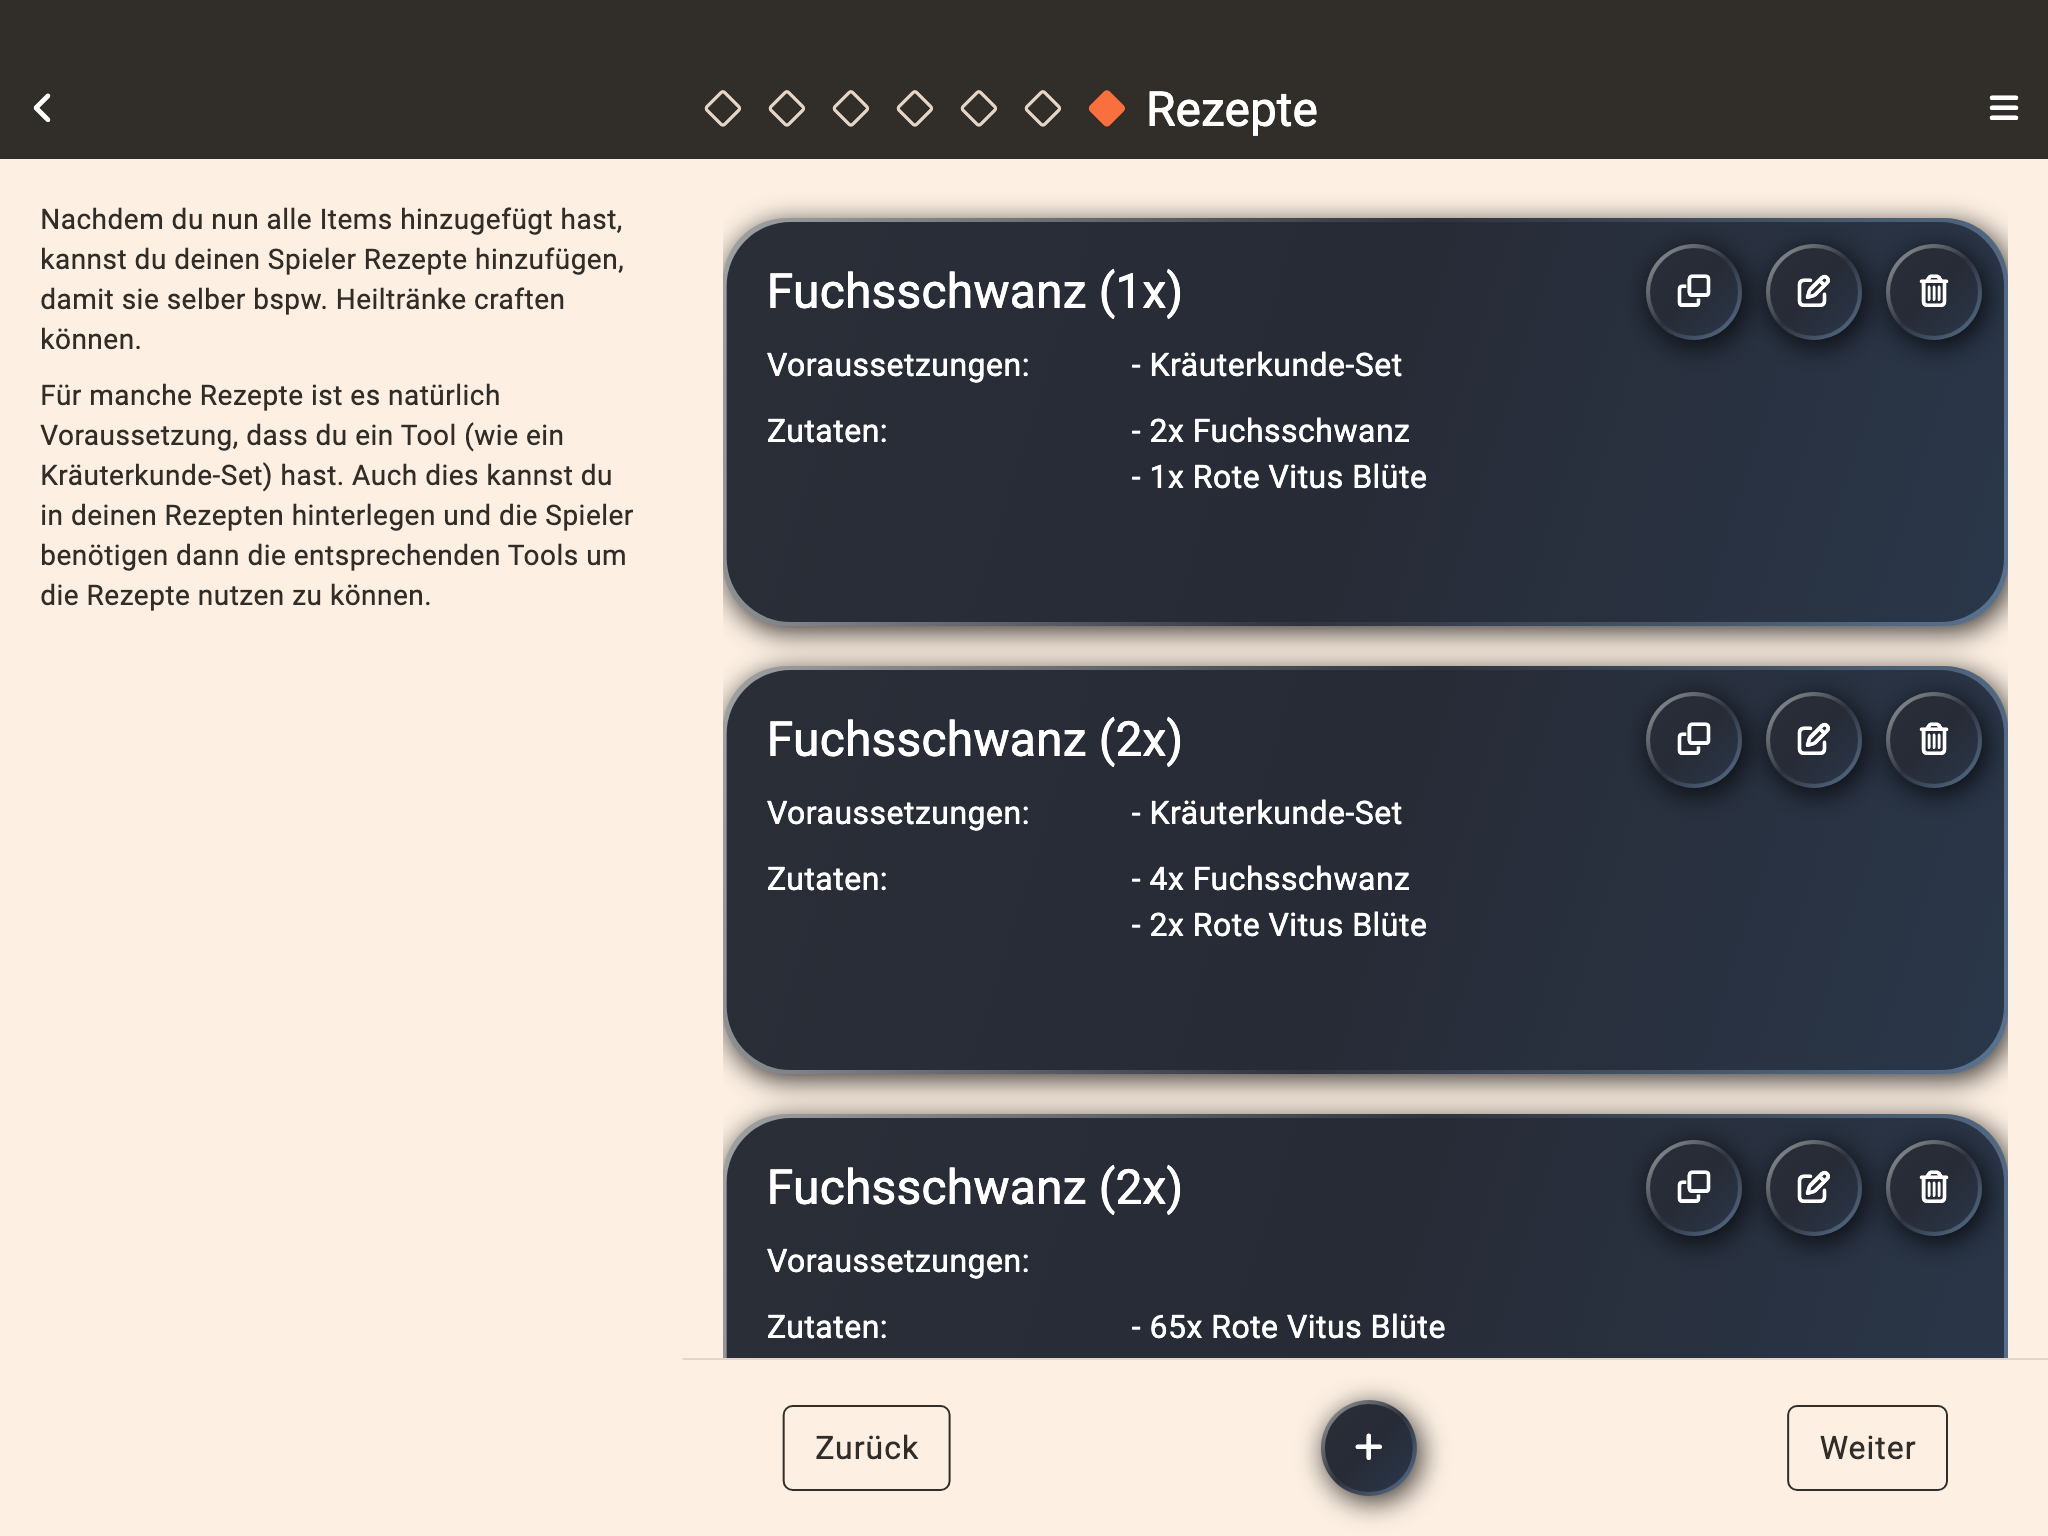 Rezepte
Nachdem du nun alle Items hinzugefügt hast,
kannst du deinen Spieler Rezepte hinzufügen,
damit sie selber bspw. Heiltränke craften
können.
Für manche Rezepte ist es natürlich
Voraussetzung, dass du ein Tool (wie ein
Kräuterkunde-Set) hast. Auch dies kannst du
in deinen Rezepten hinterlegen und die Spieler
benötigen dann die entsprechenden Tools um
die Rezepte nutzen zu können.
Fuchsschwanz (1x)
Voraussetzungen: - Kräuterkunde-Set
Zutaten: - 2x Fuchsschwanz
- 1x Rote Vitus Blüte
Fuchsschwanz (2x)
Voraussetzungen: - Kräuterkunde-Set
Zutaten: - 4x Fuchsschwanz
- 2x Rote Vitus Blüte
Fuchsschwanz (2x)
Voraussetzungen:
Zutaten: - 65x Rote Vitus Blüte
Zurück + Weiter